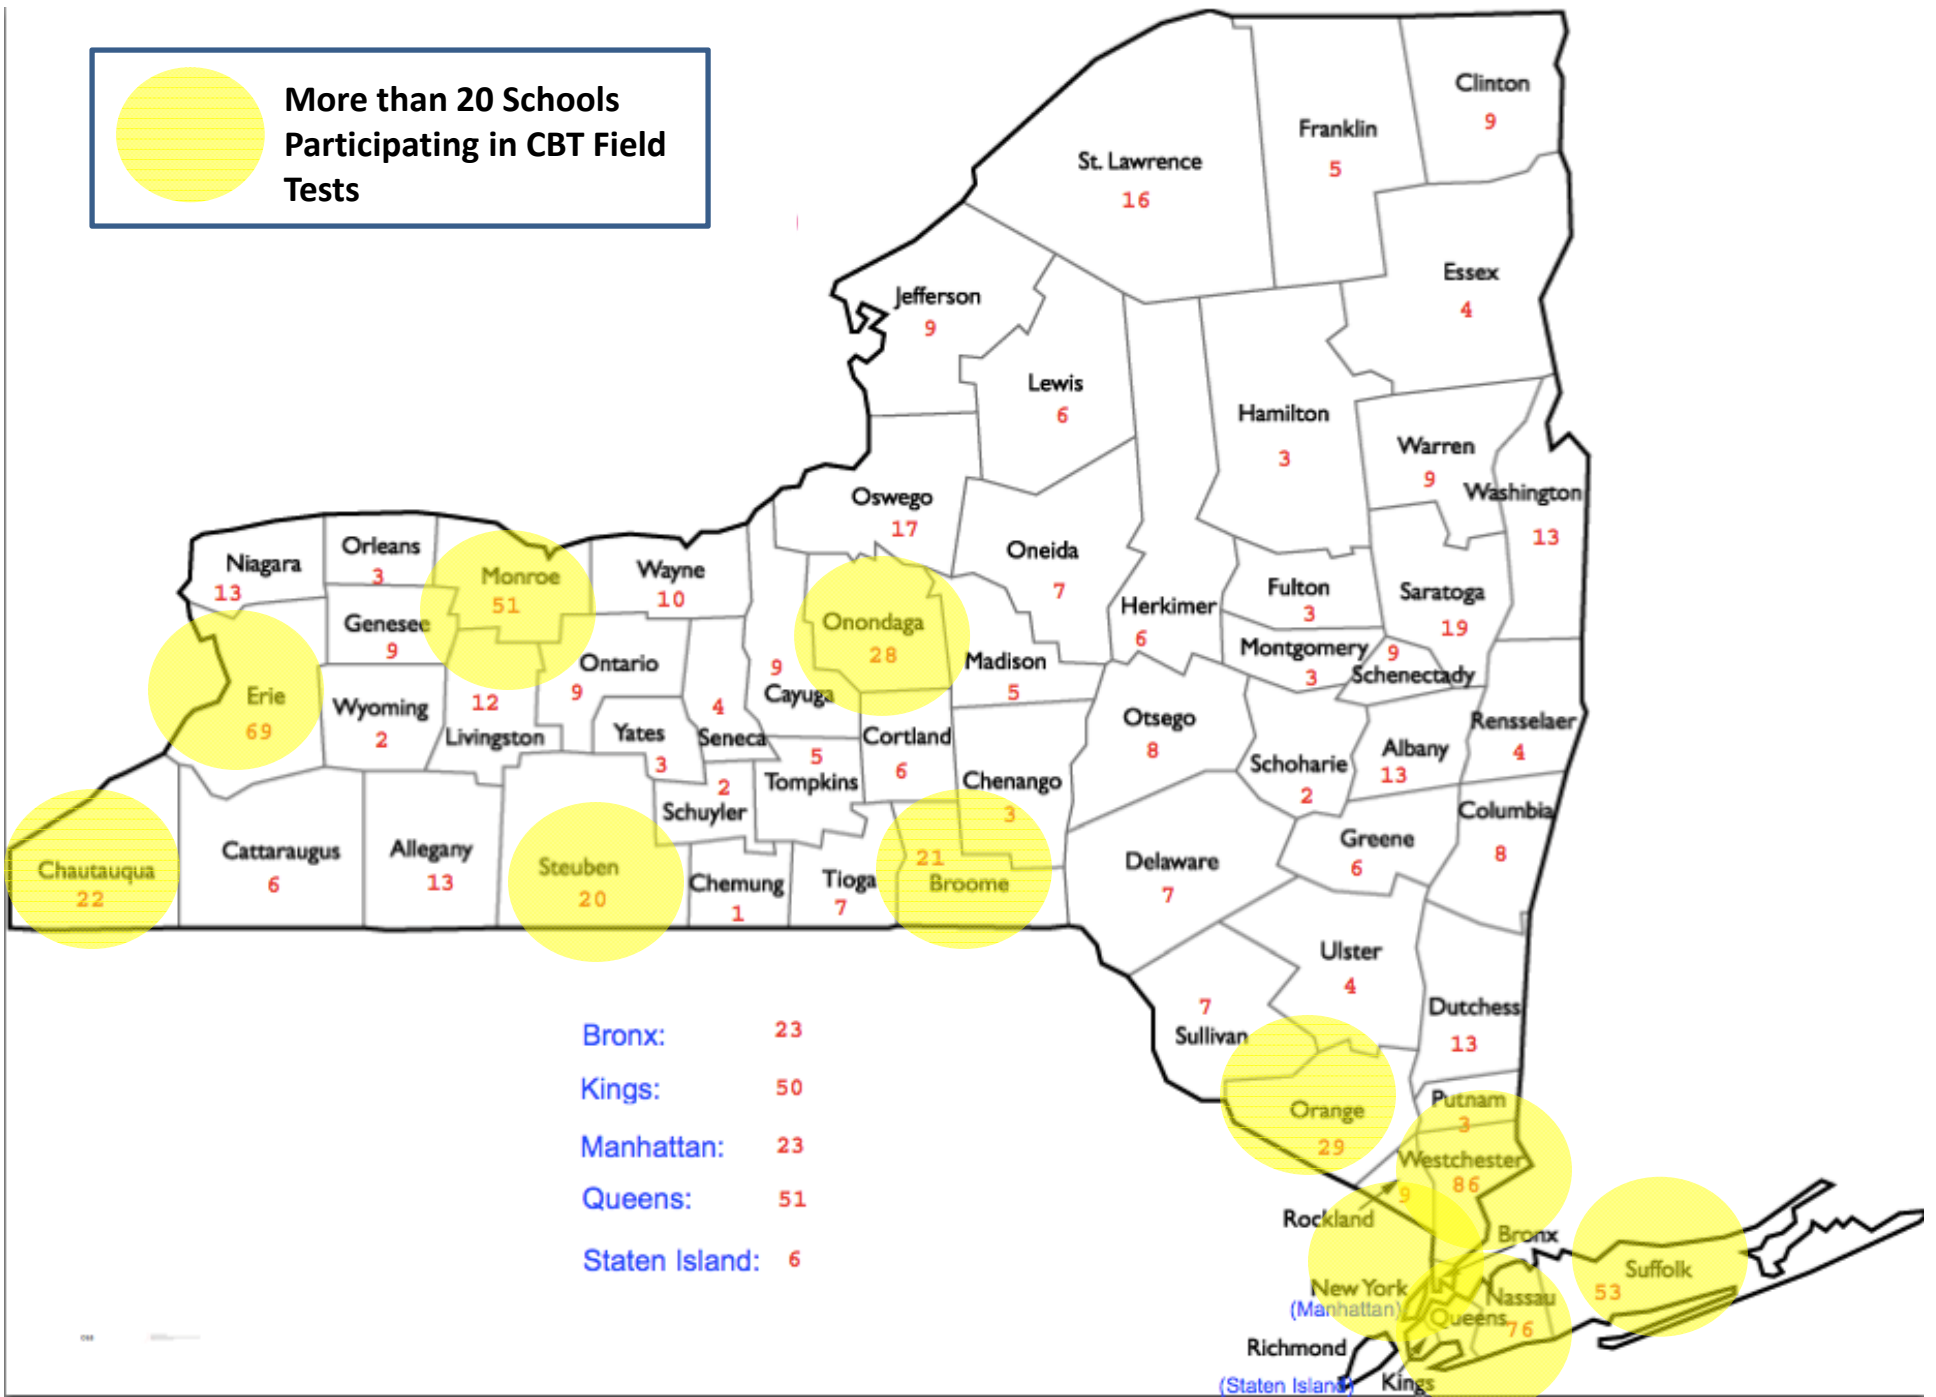 More than 20 Schools
Participating in CBT Field
Tests
Clinton
9
Franklin
5
St. Lawrence
16
Essex
4
Jefferson
9
Lewis
6
Hamilton
3
Warren
9
Washington
13
Oswego
17
Oneida
7
Herkimer
6
Fulton
3
Saratoga
19
Montgomery
3
9
Schenectady
Niagara
13
Orleans
3
Monroe
51
Wayne
10
Genesee
9
Onondaga
28
Madison
5
Ontario
9
9
Cayuga
Erie
69
Wyoming
2
12
Livingston
Yates
3
4
Seneca
Cortland
6
5
Tompkins
2
Schuyler
Chenango
3
Otsego
8
Schoharie
2
Albany
13
Rensselaer
4
Columbia
8
Greene
6
Chautauqua
22
Cattaraugus
6
Allegany
13
Steuben
20
Chemung
1
Tioga
7
21
Broome
Delaware
7
Ulster
4
7
Sullivan
Dutchess
13
Orange
29
Putnam
3
Westchester
86
9
Rockland
Bronx
New York
(Manhattan)
Queens
Nassau
76
Suffolk
53
Richmond
(Staten Island)
Kings
Bronx: 23
Kings: 50
Manhattan: 23
Queens: 51
Staten Island: 6